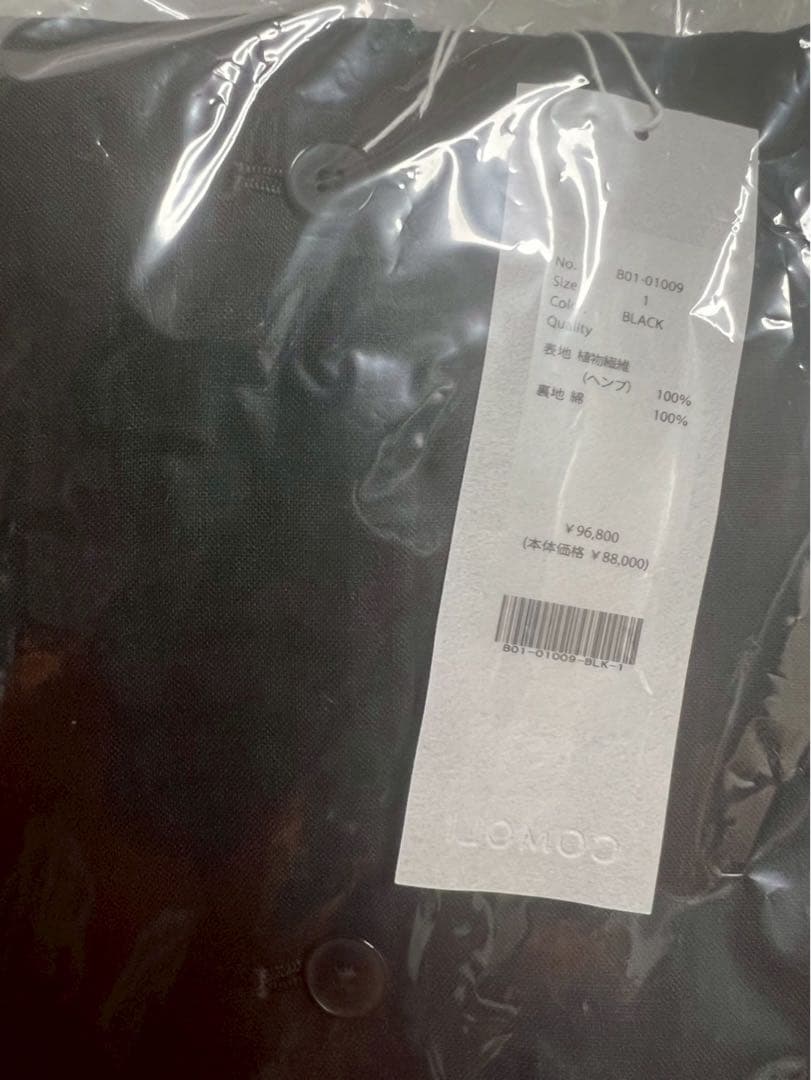 No. B01-01009
Size 1
Color BLACK
Quality
表地 植物繊維
(ヘンプ) 100%
裏地 綿 100%
¥96,800
(本体価格 ¥88,000)
B01-01009-BLK-1
COMOLI